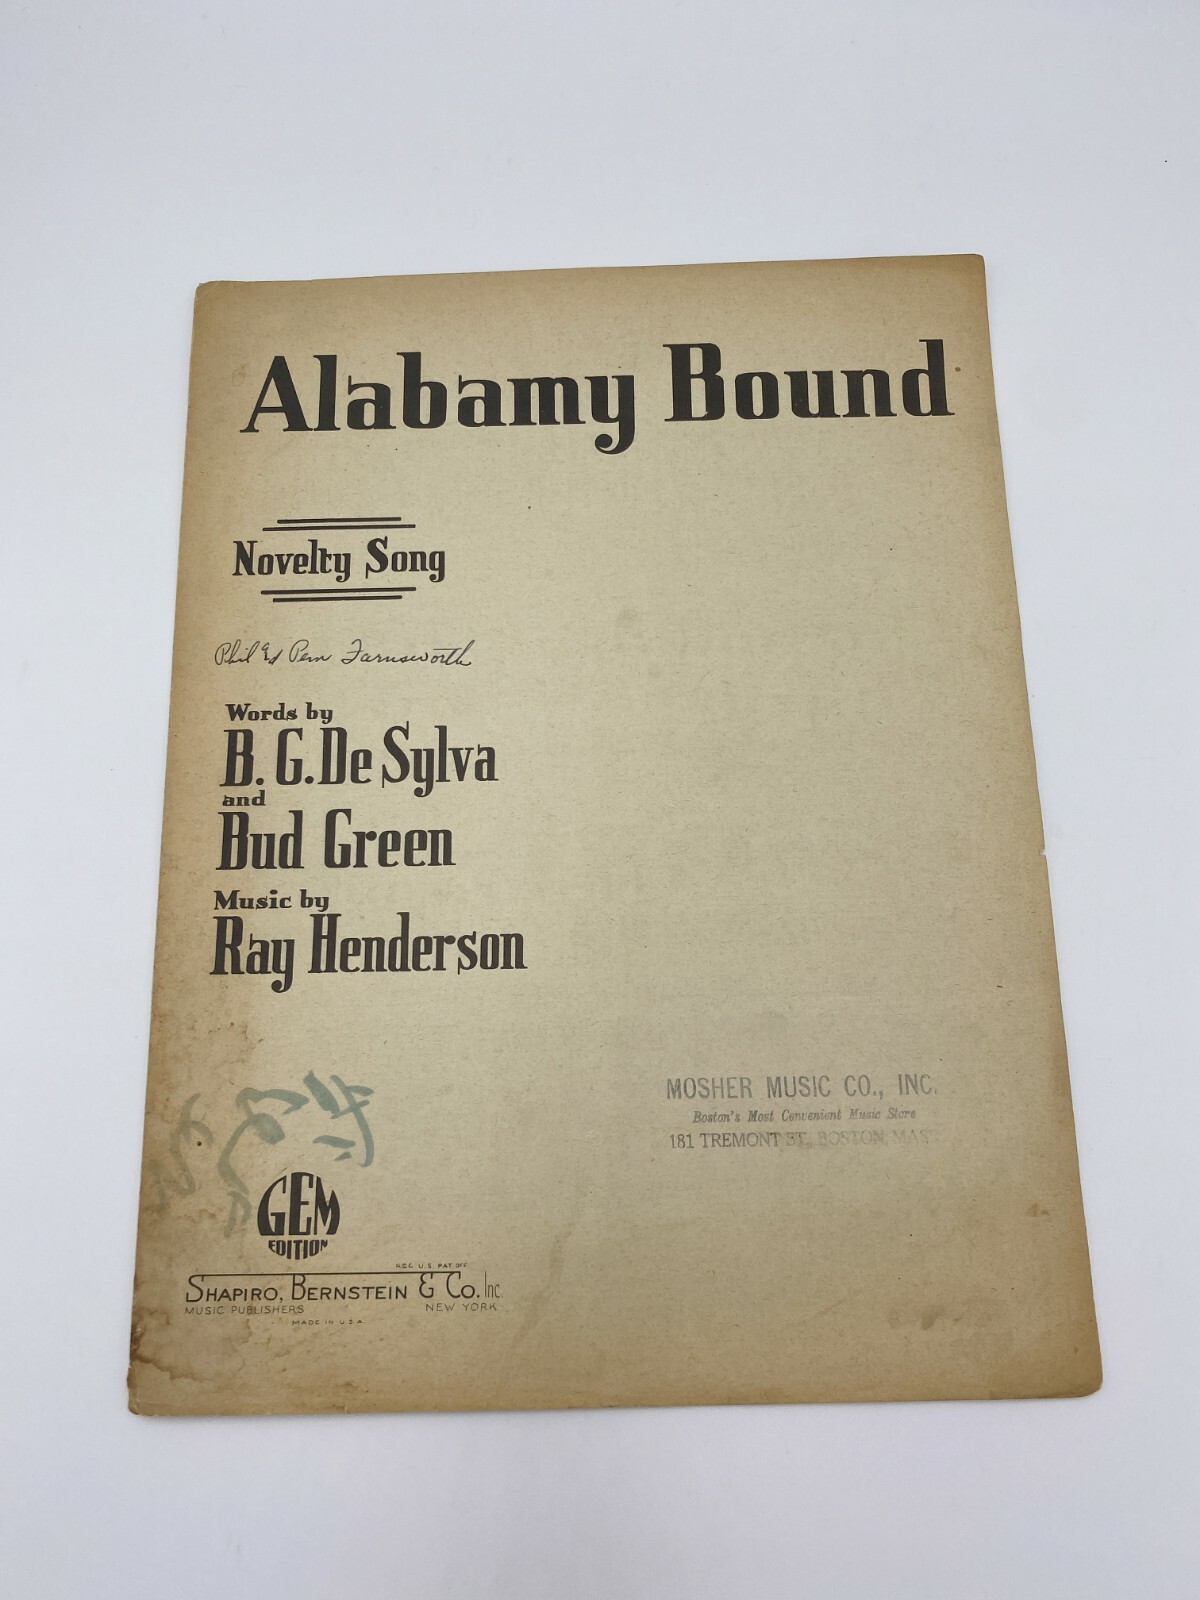 Alabamy Bound
Novelty Song
Phil Ed Pem Farnsworth
Words by
B. G. De Sylva
and
Bud Green
Music by
Ray Henderson
MOSHER MUSIC CO., INC.
Boston's Most Convenient Music Store
181 TREMONT ST., BOSTON, MASS.
GEM
EDITION
REG. U.S. PAT. OFF.
SHAPIRO, BERNSTEIN & CO. Inc.
MUSIC PUBLISHERS NEW YORK
MADE IN U.S.A.